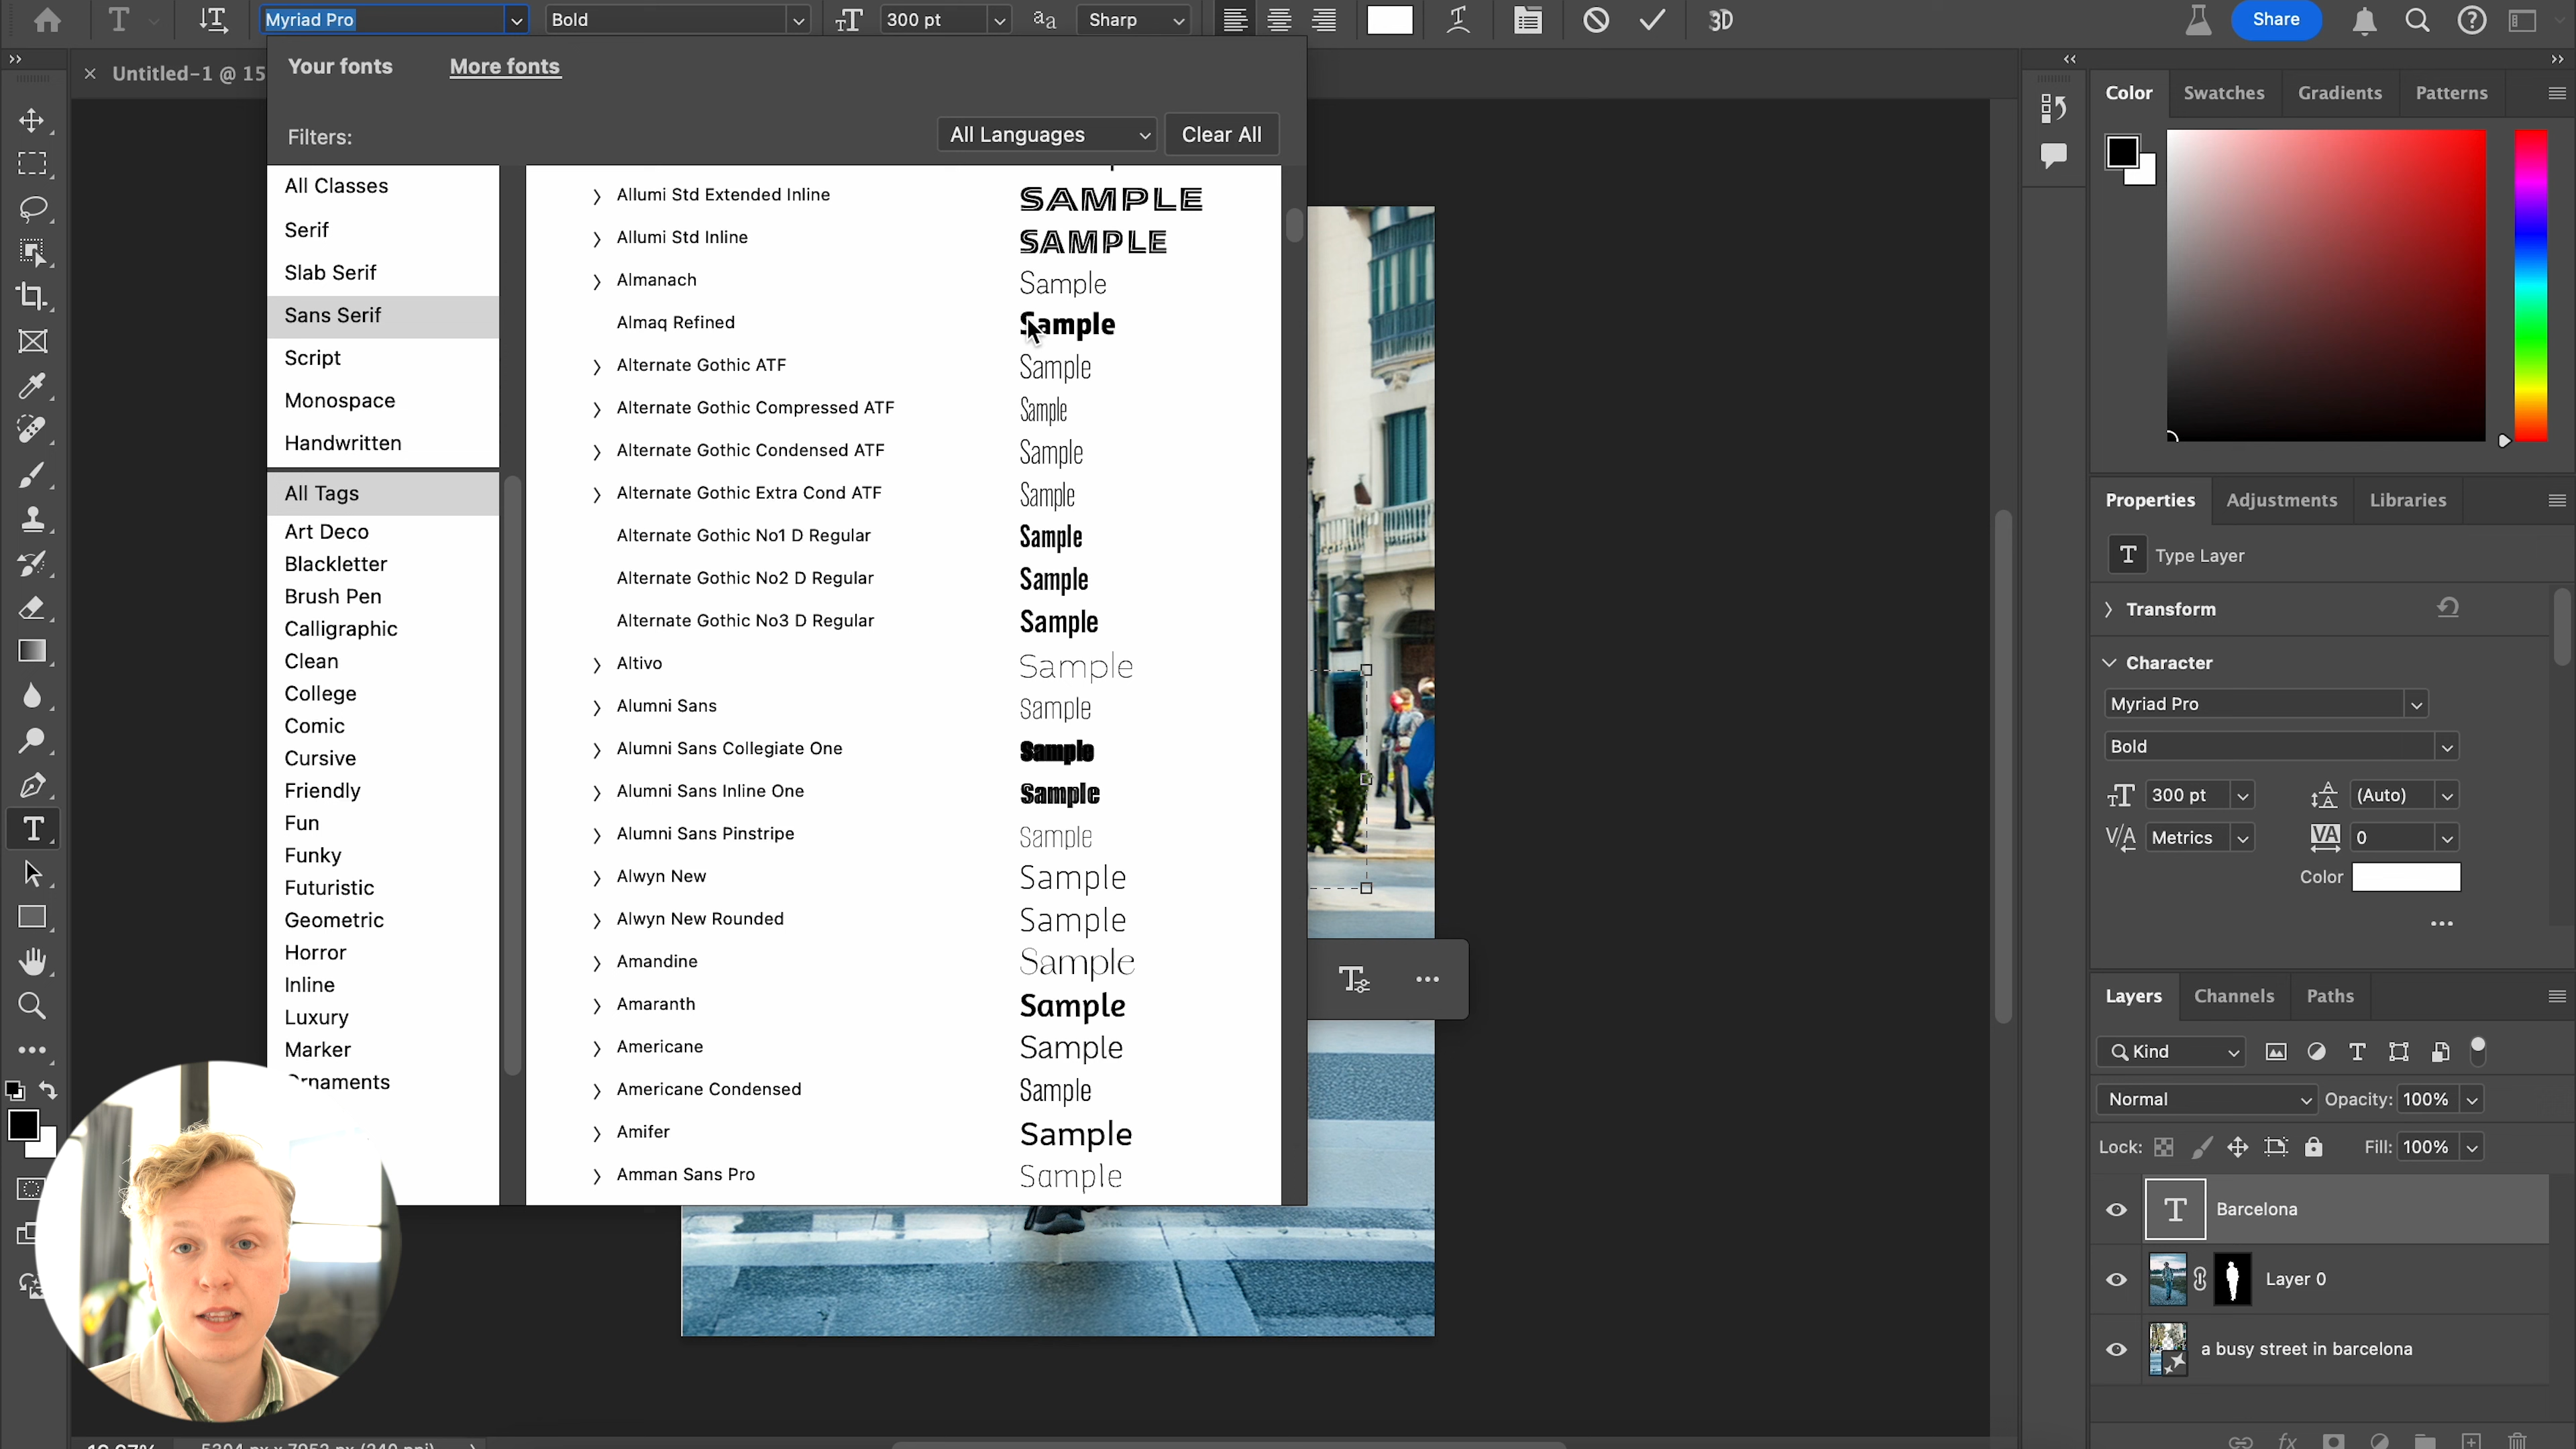 Myriad Pro
Bold
300 pt
aa
Sharp
3D
Share
Untitled-1 @ 15
Your fonts
More fonts
Filters:
All Languages
Clear All
All Classes
Serif
Slab Serif
Sans Serif
Script
Monospace
Handwritten
All Tags
Art Deco
Blackletter
Brush Pen
Calligraphic
Clean
College
Comic
Cursive
Friendly
Fun
Funky
Futuristic
Geometric
Horror
Inline
Luxury
Marker
Allumi Std Extended Inline SAMPLE
Allumi Std Inline SAMPLE
Almanach Sample
Almaq Refined Sample
Alternate Gothic ATF Sample
Alternate Gothic Compressed ATF Sample
Alternate Gothic Condensed ATF Sample
Alternate Gothic Extra Cond ATF Sample
Alternate Gothic No1 D Regular Sample
Alternate Gothic No2 D Regular Sample
Alternate Gothic No3 D Regular Sample
Altivo Sample
Alumni Sans Sample
Alumni Sans Collegiate One Sample
Alumni Sans Inline One Sample
Alumni Sans Pinstripe Sample
Alwyn New Sample
Alwyn New Rounded Sample
Amandine Sample
Amaranth Sample
Americane Sample
Americane Condensed Sample
Amifer Sample
Amman Sans Pro Sample
Color Swatches Gradients Patterns
Properties Adjustments Libraries
T Type Layer
Transform
Character
Myriad Pro
Bold
300 pt (Auto)
Metrics 0
Color
Layers Channels Paths
Kind
Normal Opacity: 100%
Lock: Fill: 100%
T Barcelona
Layer 0
a busy street in barcelona